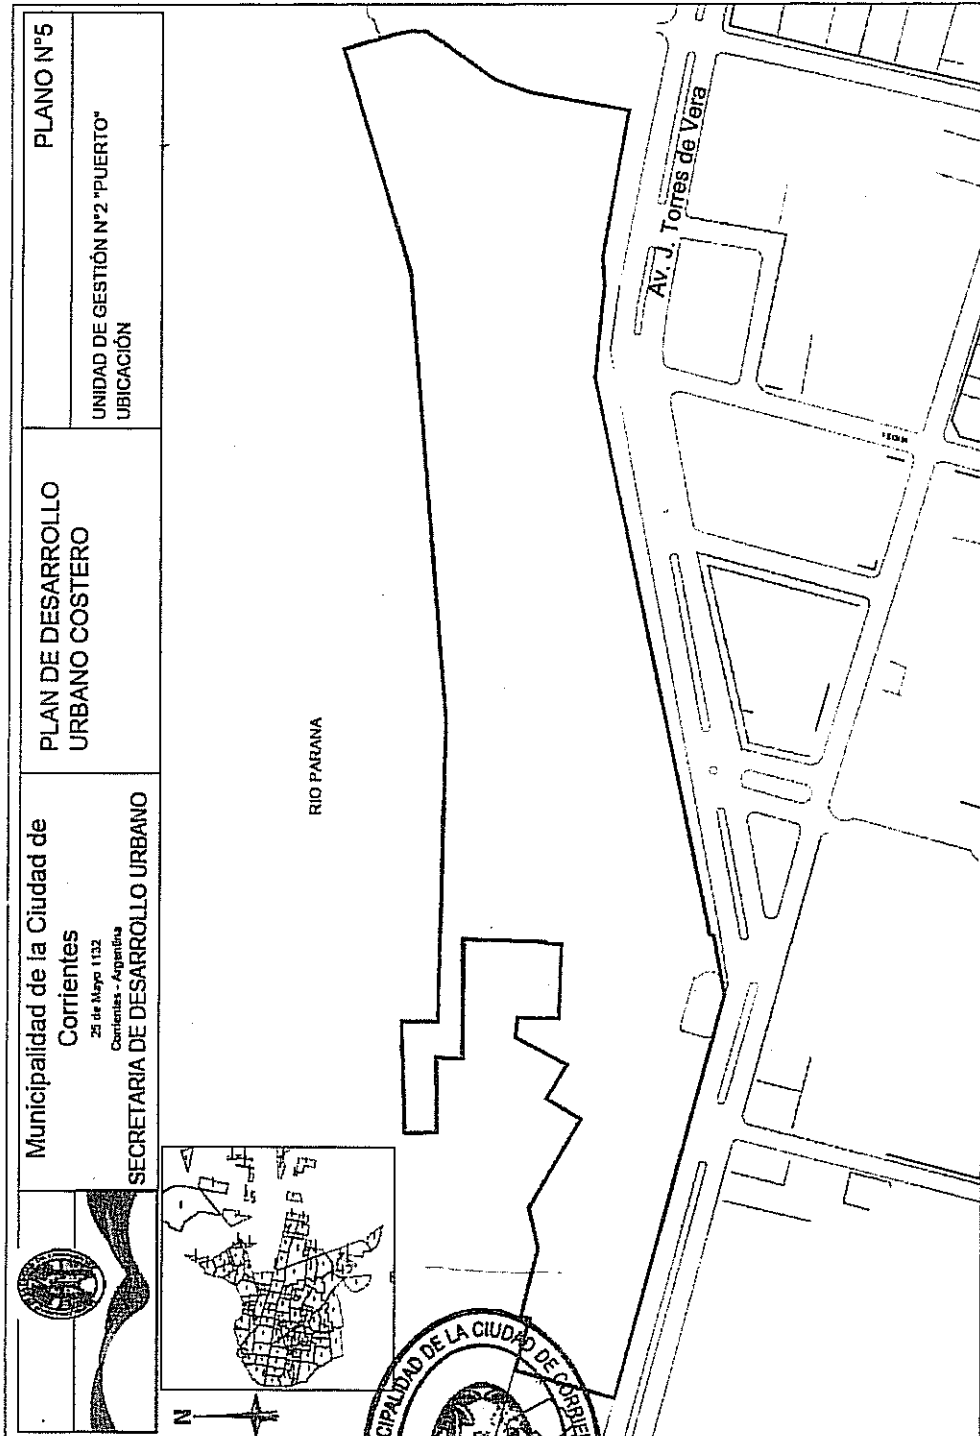 Municipalidad de la Ciudad de
Corrientes
25 de Mayo 1132
Corrientes - Argentina
SECRETARIA DE DESARROLLO URBANO
PLAN DE DESARROLLO
URBANO COSTERO
PLANO N°5
UNIDAD DE GESTIÓN N°2 "PUERTO"
UBICACIÓN
N
RIO PARANA
Av. J. Torres de Vera
CIPALIDAD DE LA CIUDAD DE CORRIE